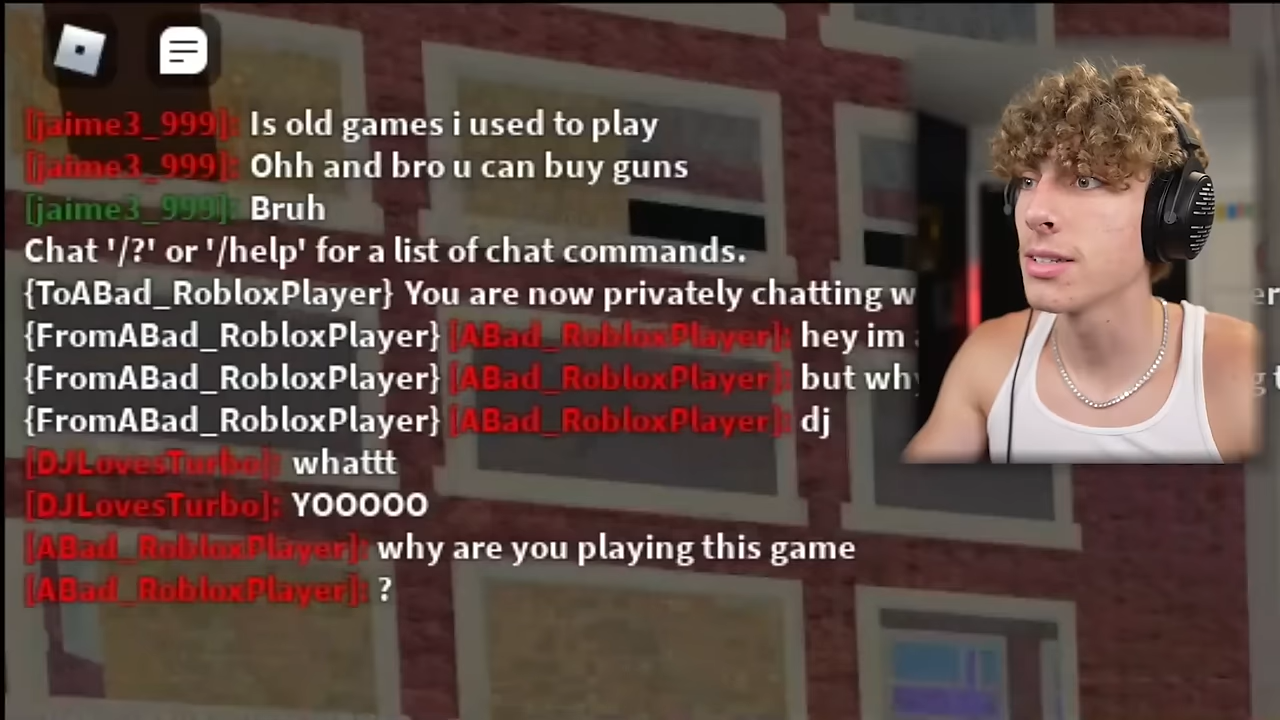 [jaime3_999]: Is old games i used to play
[jaime3_999]: Ohh and bro u can buy guns
[jaime3_999]: Bruh
Chat '/?' or '/help' for a list of chat commands.
{ToABad_RobloxPlayer} You are now privately chatting w
{FromABad_RobloxPlayer} [ABad_RobloxPlayer]: hey im
{FromABad_RobloxPlayer} [ABad_RobloxPlayer]: but why
{FromABad_RobloxPlayer} [ABad_RobloxPlayer]: dj
[DJLovesTurbo]: whattt
[DJLovesTurbo]: YOOOOO
[ABad_RobloxPlayer]: why are you playing this game
[ABad_RobloxPlayer]: ?